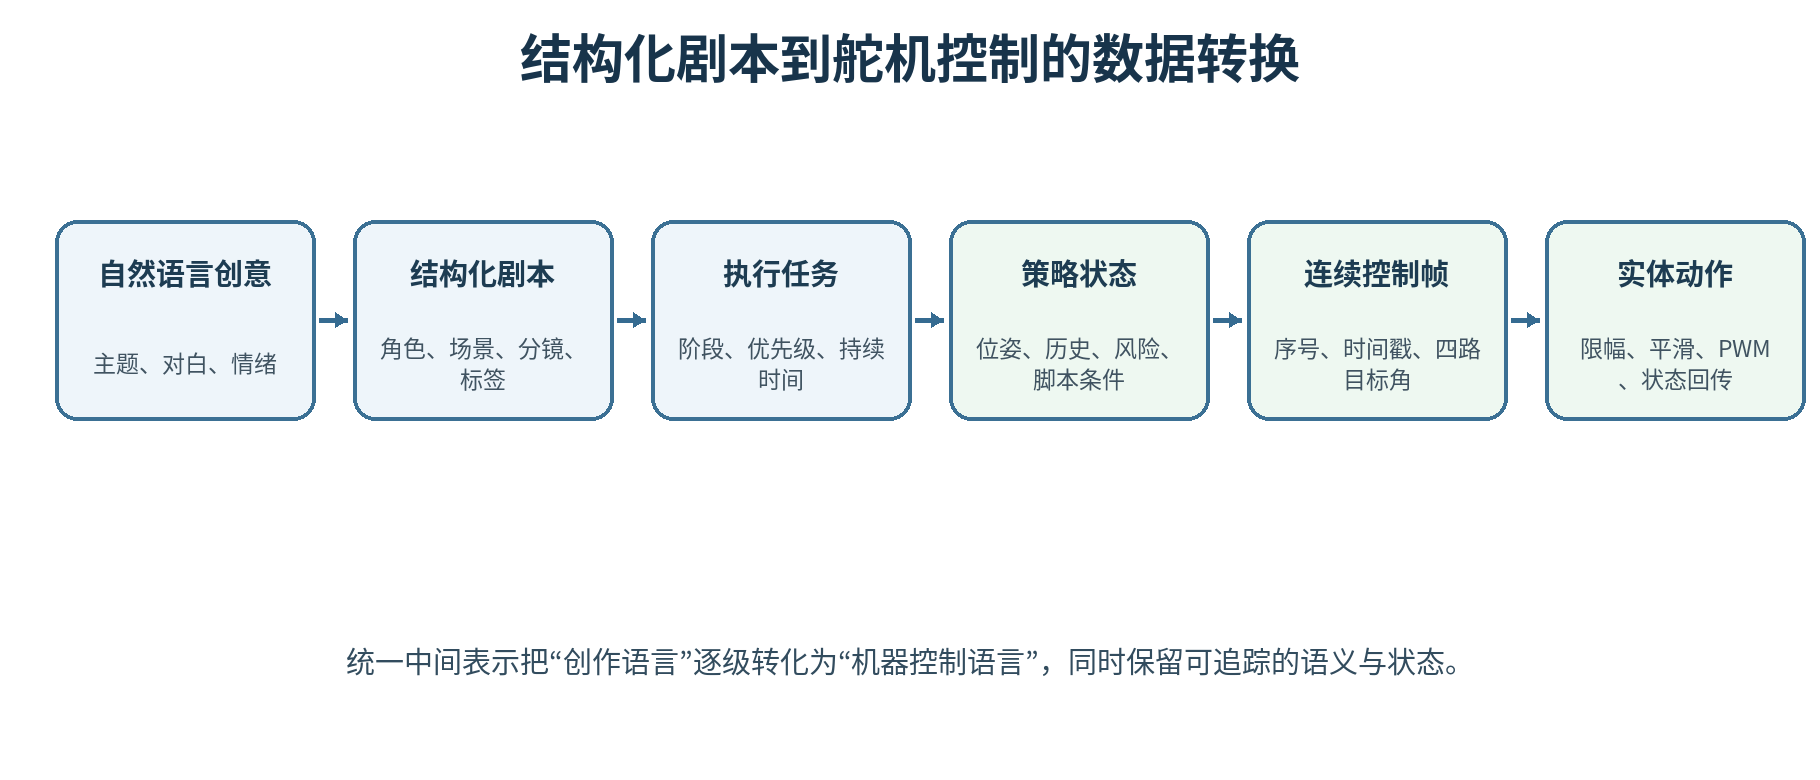 结构化剧本到舵机控制的数据转换
自然语言创意
主题、对白、情绪
结构化剧本
角色、场景、分镜、
标签
执行任务
阶段、优先级、持续
时间
策略状态
位姿、历史、风险、
脚本条件
连续控制帧
序号、时间戳、四路
目标角
实体动作
限幅、平滑、PWM
、状态回传
统一中间表示把“创作语言”逐级转化为“机器控制语言”，同时保留可追踪的语义与状态。